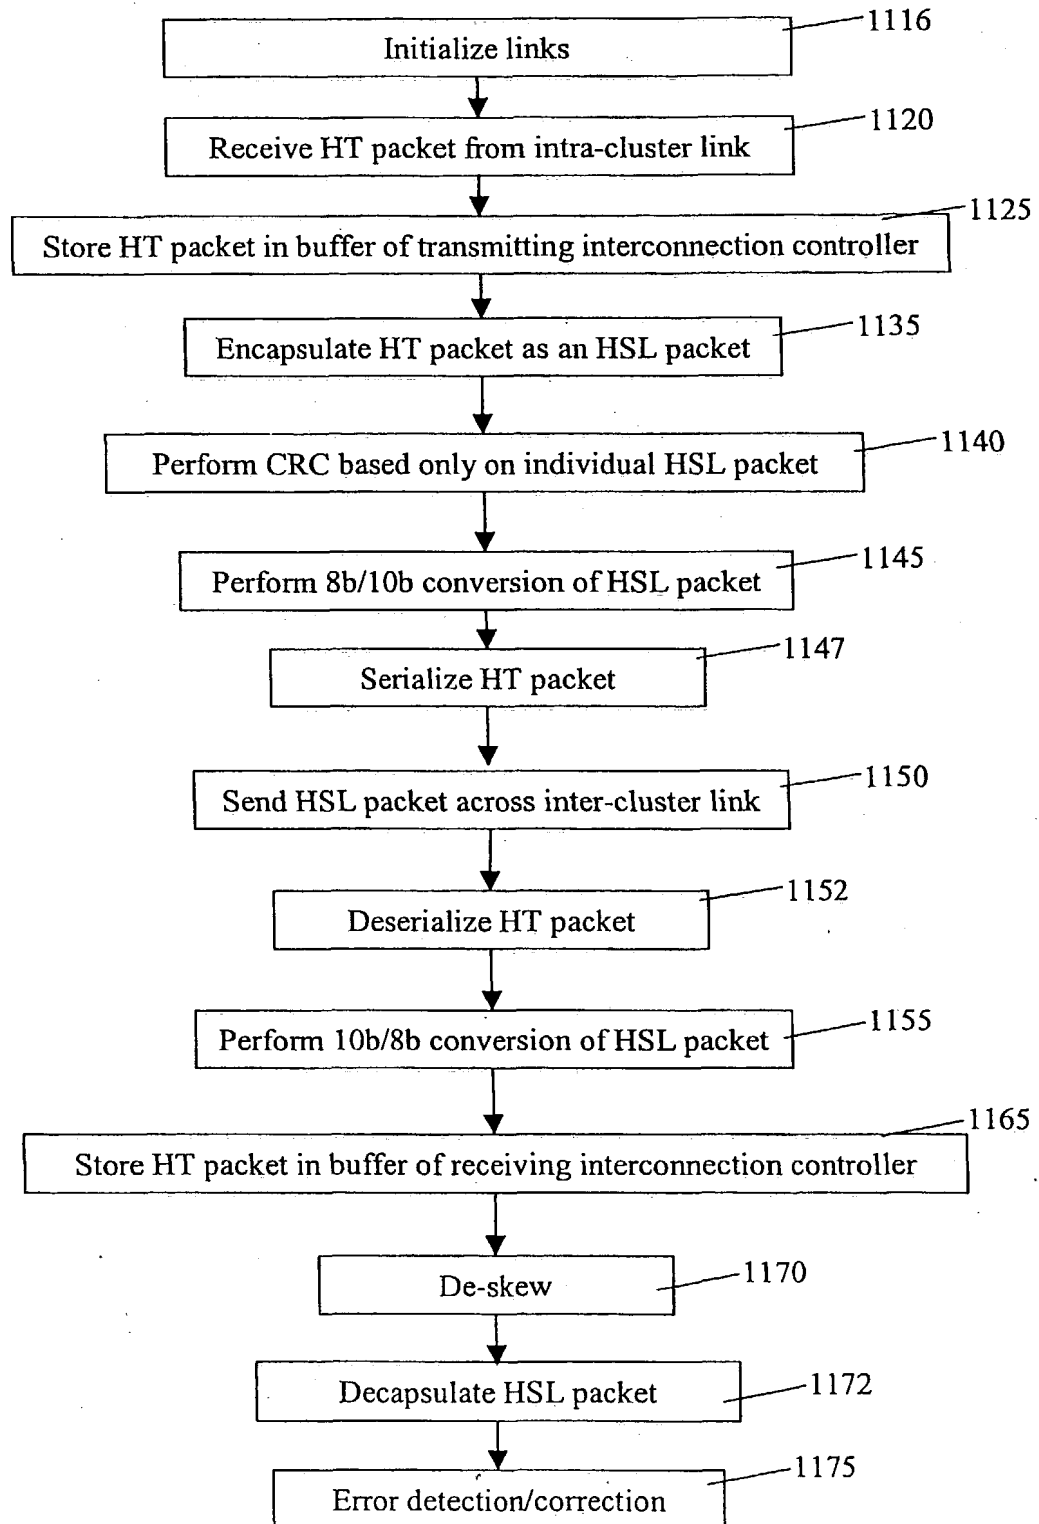 1116
Initialize links
1120
Receive HT packet from intra-cluster link
1125
Store HT packet in buffer of transmitting interconnection controller
1135
Encapsulate HT packet as an HSL packet
1140
Perform CRC based only on individual HSL packet
1145
Perform 8b/10b conversion of HSL packet
1147
Serialize HT packet
1150
Send HSL packet across inter-cluster link
1152
Deserialize HT packet
1155
Perform 10b/8b conversion of HSL packet
1165
Store HT packet in buffer of receiving interconnection controller
1170
De-skew
1172
Decapsulate HSL packet
1175
Error detection/correction